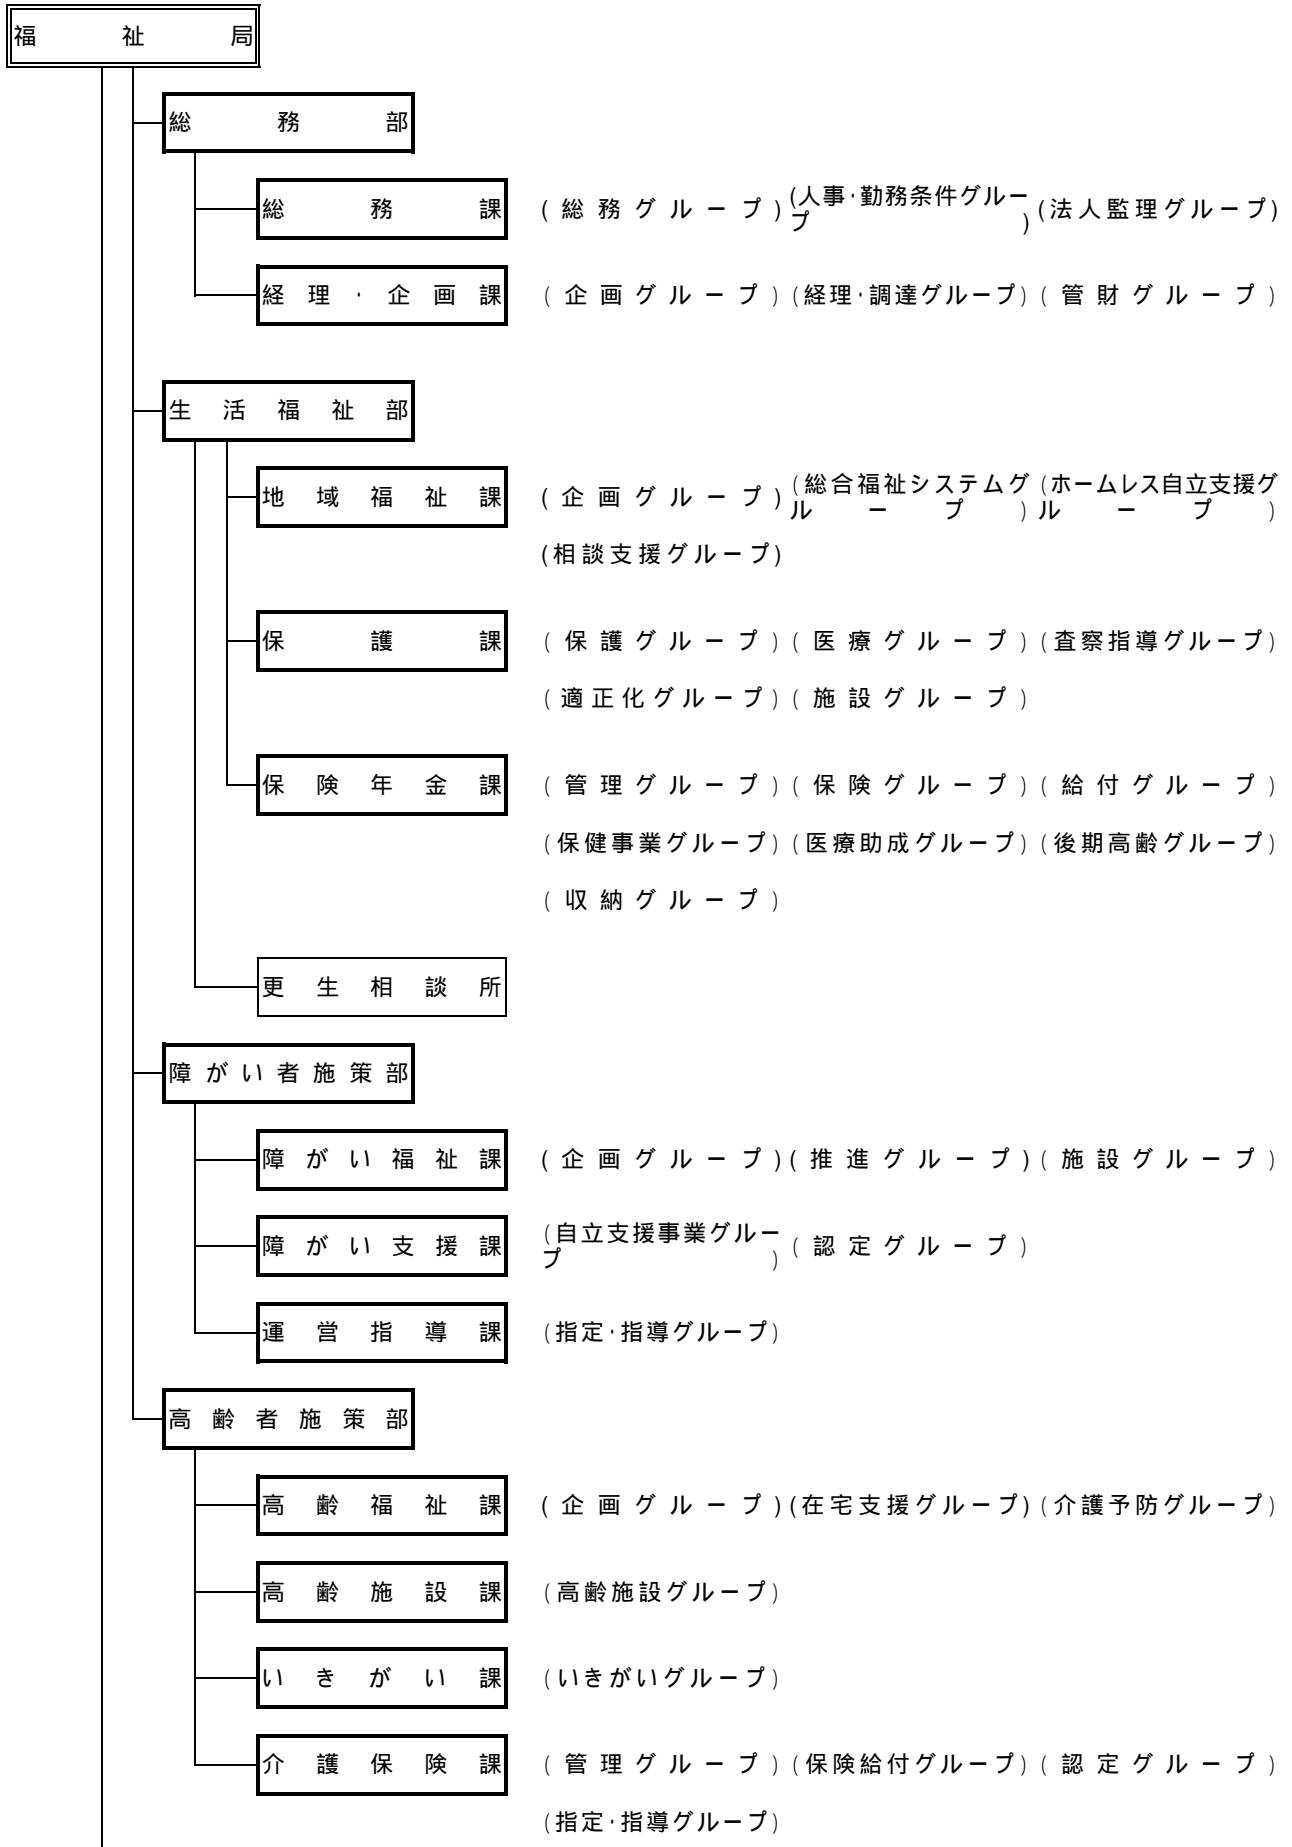 福祉局
総務部
総務課 (総務グループ) (人事・勤務条件グループ) (法人監理グループ)
経理・企画課 (企画グループ) (経理・調達グループ) (管財グループ)
生活福祉部
地域福祉課 (企画グループ) (総合福祉システムグループ) (ホームレス自立支援グループ)
(相談支援グループ)
保護課 (保護グループ) (医療グループ) (査察指導グループ)
(適正化グループ) (施設グループ)
保険年金課 (管理グループ) (保険グループ) (給付グループ)
(保健事業グループ) (医療助成グループ) (後期高齢グループ)
(収納グループ)
更生相談所
障がい者施策部
障がい福祉課 (企画グループ) (推進グループ) (施設グループ)
障がい支援課 (自立支援事業グループ) (認定グループ)
運営指導課 (指定・指導グループ)
高齢者施策部
高齢福祉課 (企画グループ) (在宅支援グループ) (介護予防グループ)
高齢施設課 (高齢施設グループ)
いきがい課 (いきがいグループ)
介護保険課 (管理グループ) (保険給付グループ) (認定グループ)
(指定・指導グループ)